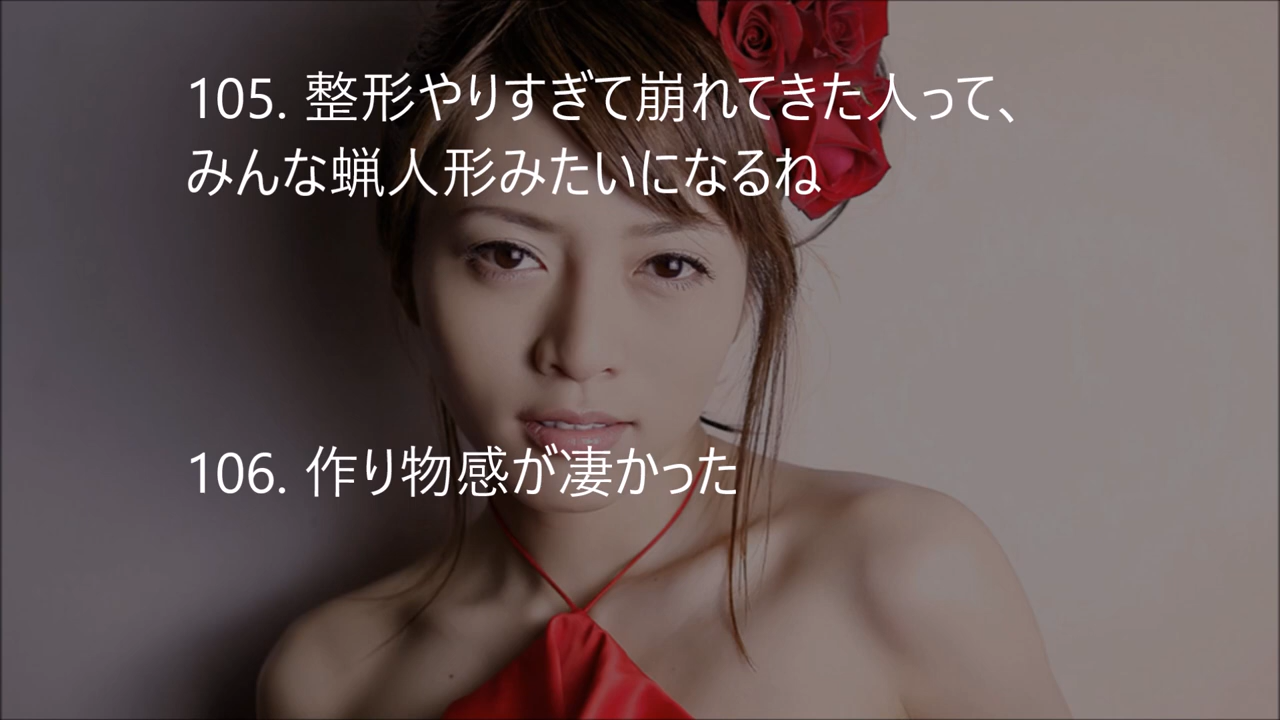 105. 整形やりすぎて崩れてきた人って、
みんな蝋人形みたいになるね
106. 作り物感が凄かった